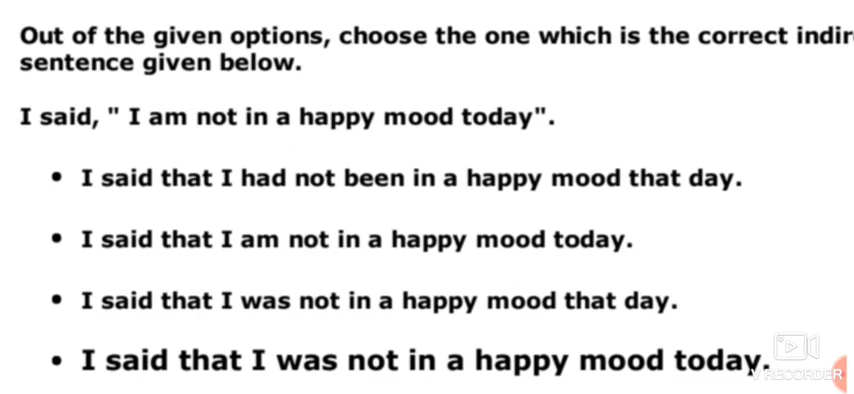 Out of the given options, choose the one which is the correct indir
sentence given below.
I said, " I am not in a happy mood today".
• I said that I had not been in a happy mood that day.
• I said that I am not in a happy mood today.
• I said that I was not in a happy mood that day.
• I said that I was not in a happy mood today.
V RECORDER